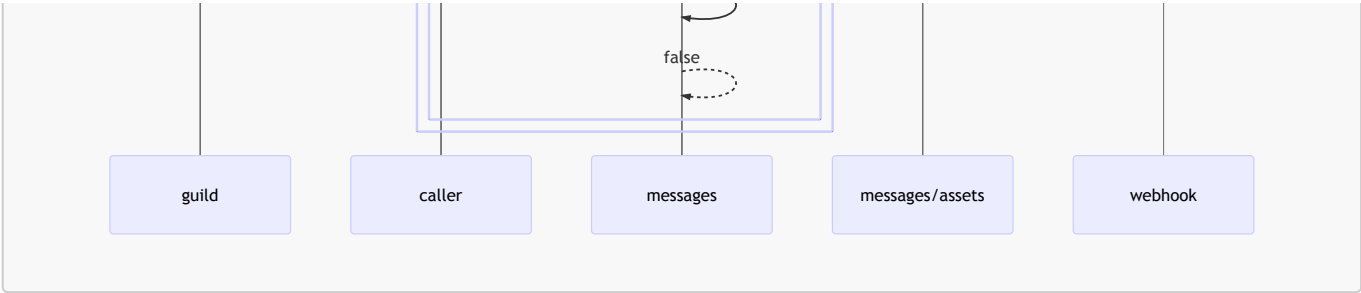 false
guild
caller
messages
messages/assets
webhook